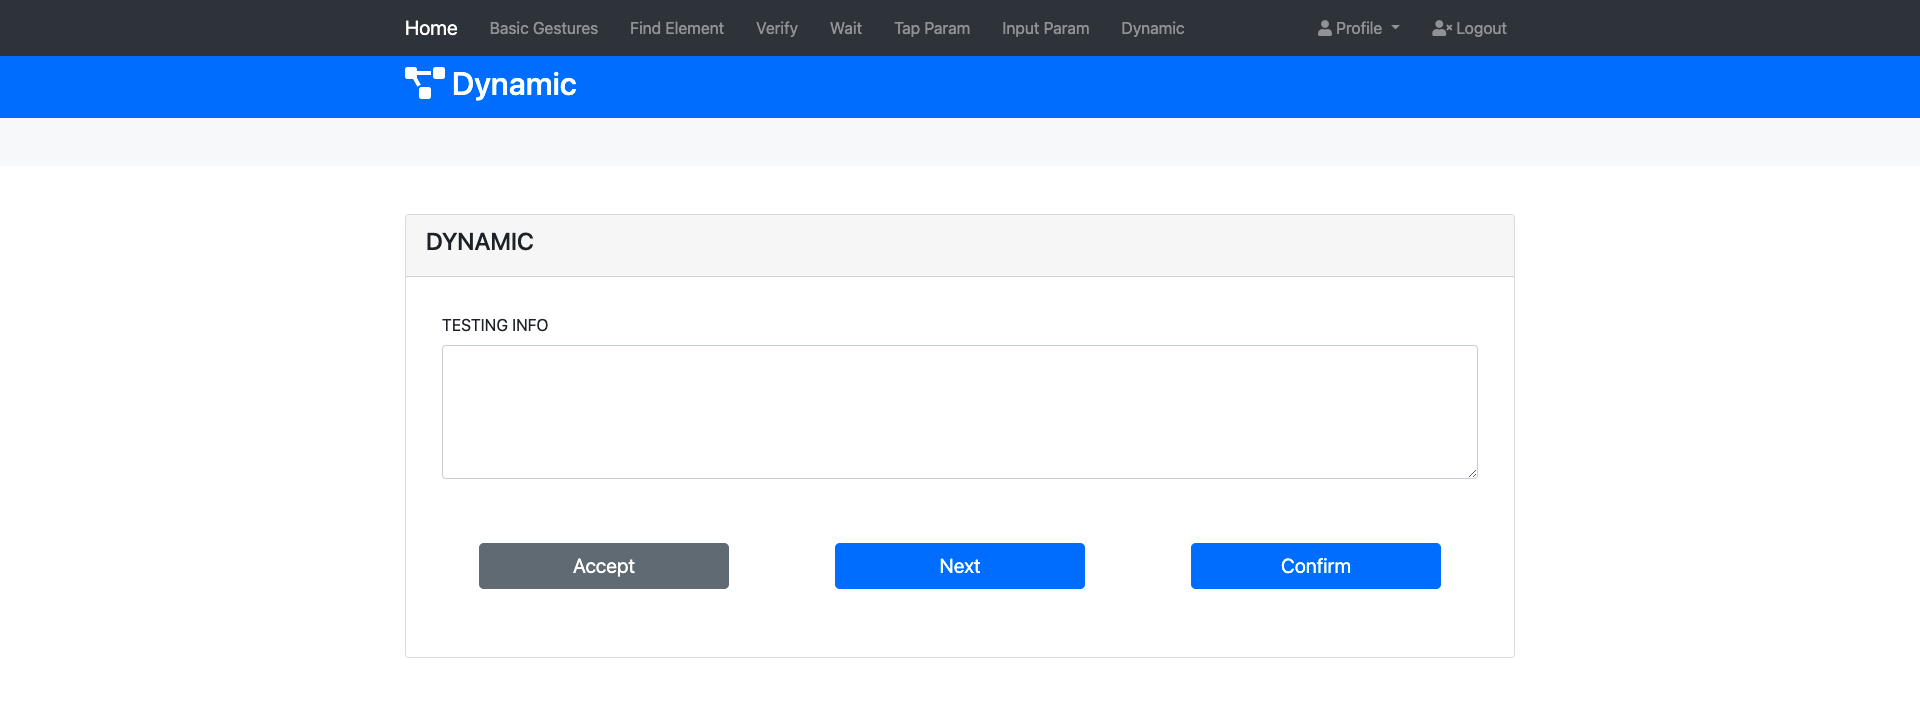 Home Basic Gestures Find Element Verify Wait Tap Param Input Param Dynamic Profile Logout
Dynamic
DYNAMIC
TESTING INFO
Accept Next Confirm